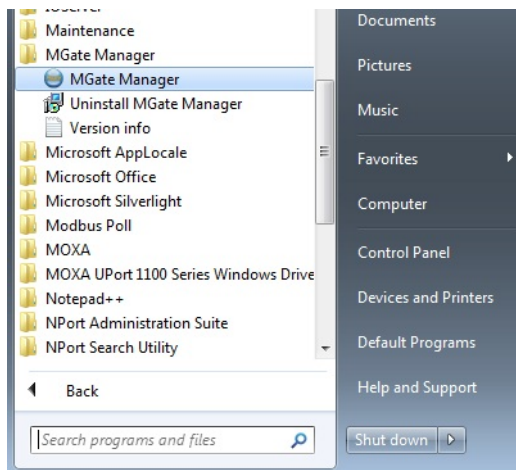 Maintenance
MGate Manager
MGate Manager
Uninstall MGate Manager
Version info
Microsoft AppLocale
Microsoft Office
Microsoft Silverlight
Modbus Poll
MOXA
MOXA UPort 1100 Series Windows Drive
Notepad++
NPort Administration Suite
NPort Search Utility
Back
Search programs and files
Documents
Pictures
Music
Favorites
Computer
Control Panel
Devices and Printers
Default Programs
Help and Support
Shut down